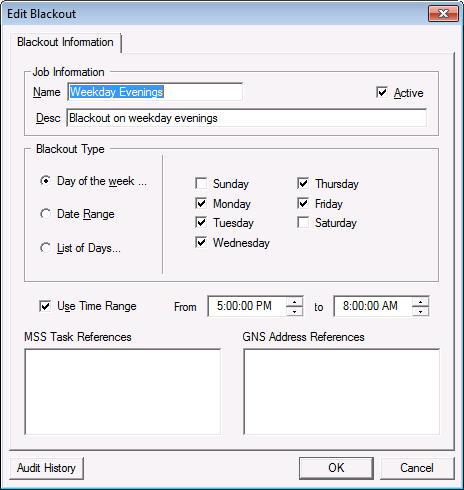 Edit Blackout
Blackout Information
Job Information
Name Weekday Evenings Active
Desc Blackout on weekday evenings
Blackout Type
Day of the week ... Sunday Thursday
Monday Friday
Date Range Tuesday Saturday
List of Days... Wednesday
Use Time Range From 5:00:00 PM to 8:00:00 AM
MSS Task References GNS Address References
Audit History OK Cancel